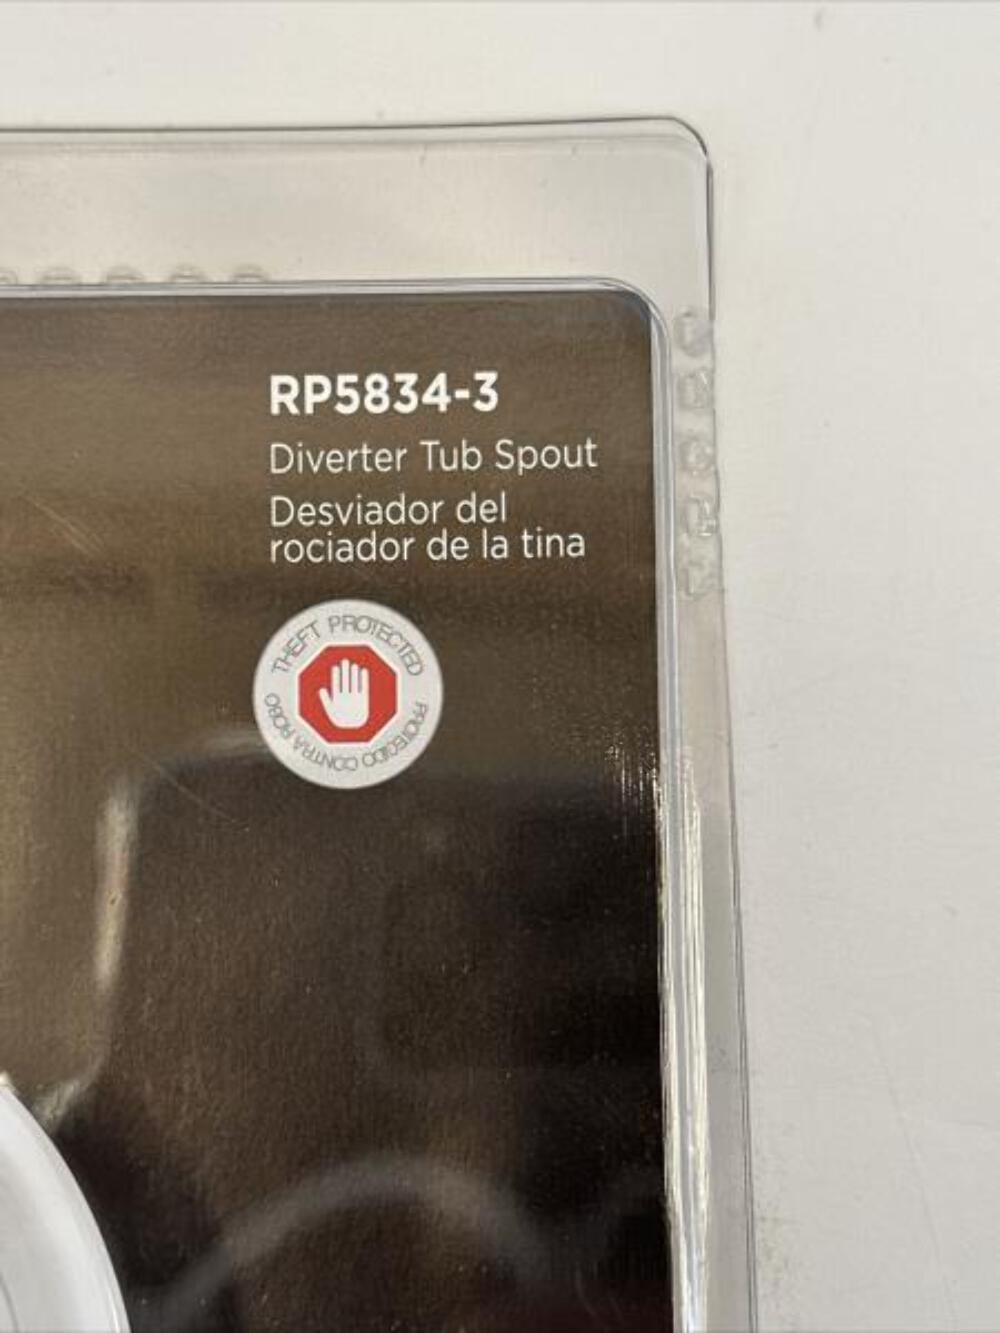 RP5834-3
Diverter Tub Spout
Desviador del
rociador de la tina
THEFT PROTECTED
PROTEGIDO CONTRA ROBO